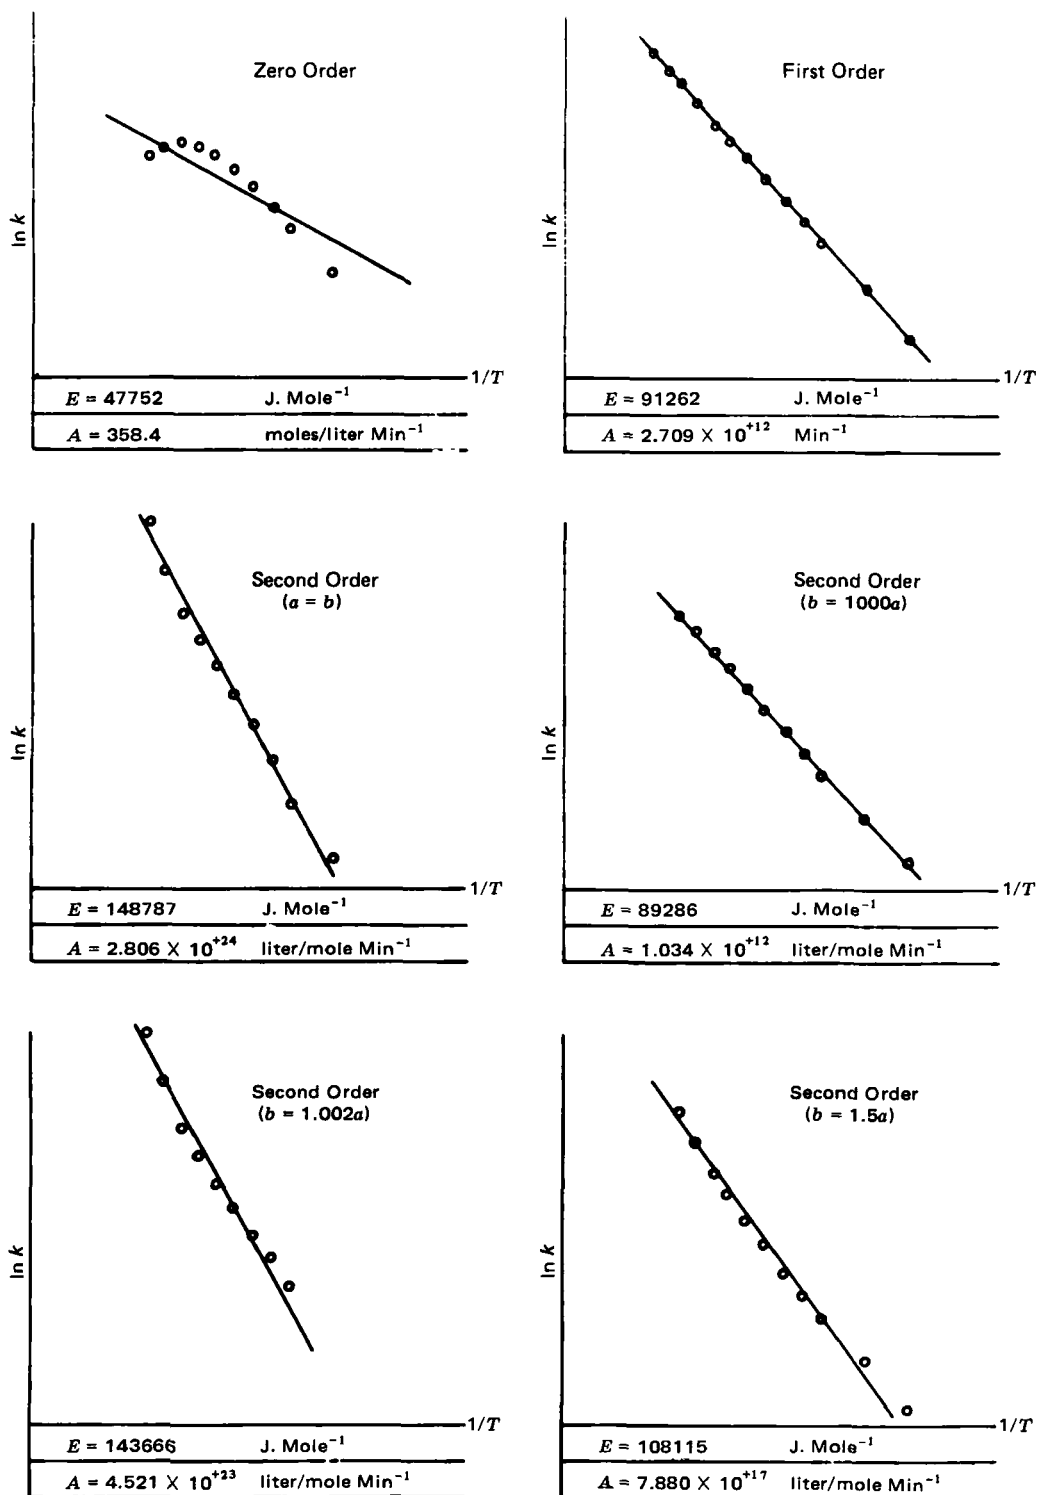 Zero Order
ln k
1/T
E = 47752 J. Mole⁻¹
A = 358.4 moles/liter Min⁻¹
First Order
ln k
1/T
E = 91262 J. Mole⁻¹
A = 2.709 × 10⁺¹² Min⁻¹
Second Order
(a = b)
ln k
1/T
E = 148787 J. Mole⁻¹
A = 2.806 × 10⁺²⁴ liter/mole Min⁻¹
Second Order
(b = 1000a)
ln k
1/T
E = 89286 J. Mole⁻¹
A = 1.034 × 10⁺¹² liter/mole Min⁻¹
Second Order
(b = 1.002a)
ln k
1/T
E = 143666 J. Mole⁻¹
A = 4.521 × 10⁺²³ liter/mole Min⁻¹
Second Order
(b = 1.5a)
ln k
1/T
E = 108115 J. Mole⁻¹
A = 7.880 × 10⁺¹⁷ liter/mole Min⁻¹